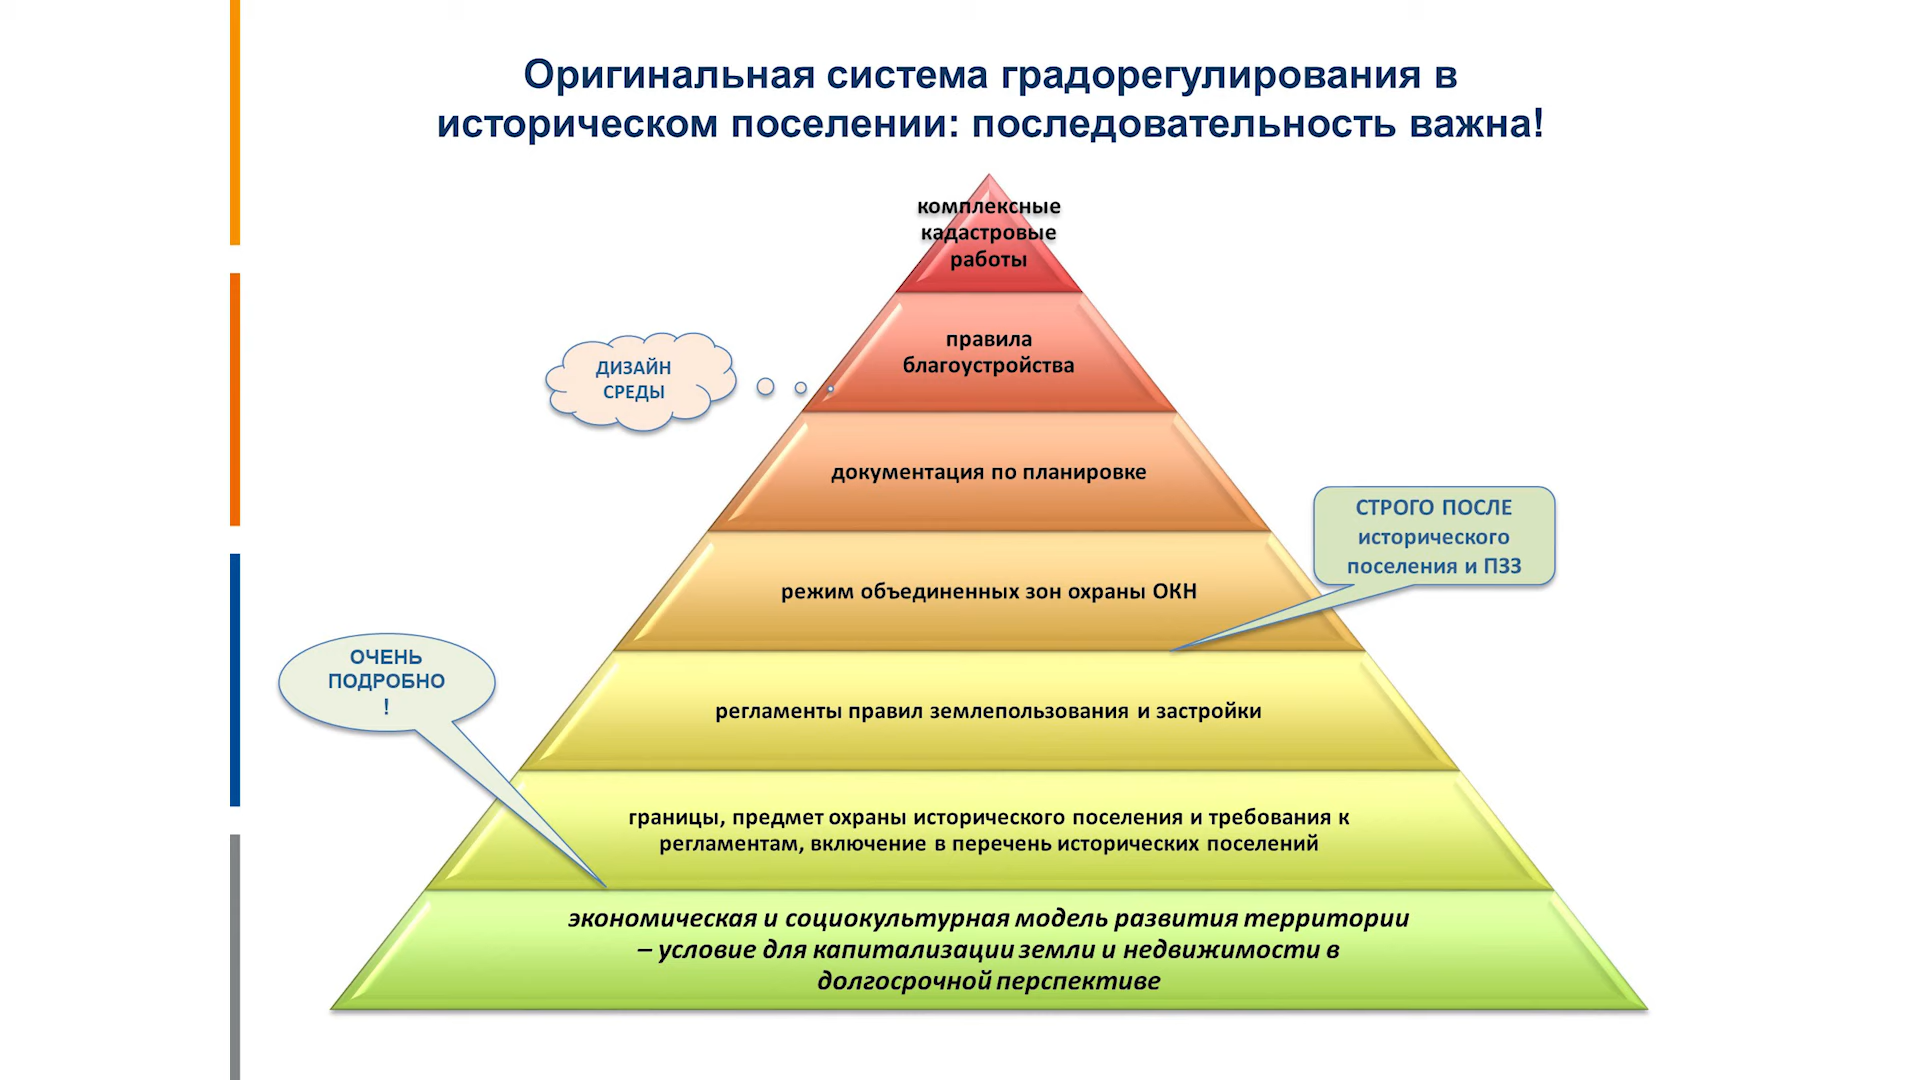 Оригинальная система градорегулирования в
историческом поселении: последовательность важна!
комплексные
кадастровые
работы
правила
благоустройства
ДИЗАЙН
СРЕДЫ
документация по планировке
СТРОГО ПОСЛЕ
исторического
поселения и ПЗЗ
режим объединенных зон охраны ОКН
ОЧЕНЬ
ПОДРОБНО
!
регламенты правил землепользования и застройки
границы, предмет охраны исторического поселения и требования к
регламентам, включение в перечень исторических поселений
экономическая и социокультурная модель развития территории
– условие для капитализации земли и недвижимости в
долгосрочной перспективе